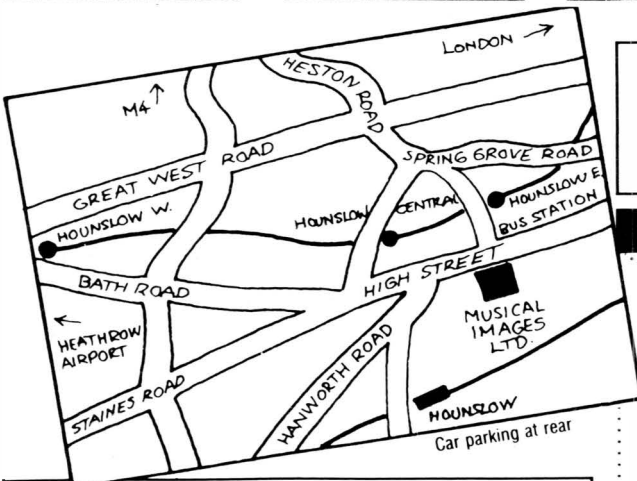 LONDON
HESTON ROAD
M4
SPRING GROVE ROAD
GREAT WEST ROAD
HOUNSLOW W.
HOUNSLOW CENTRAL
HOUNSLOW E.
BUS STATION
BATH ROAD
HIGH STREET
HEATHROW
AIRPORT
MUSICAL
IMAGES
LTD.
STAINES ROAD
HANWORTH ROAD
HOUNSLOW
Car parking at rear